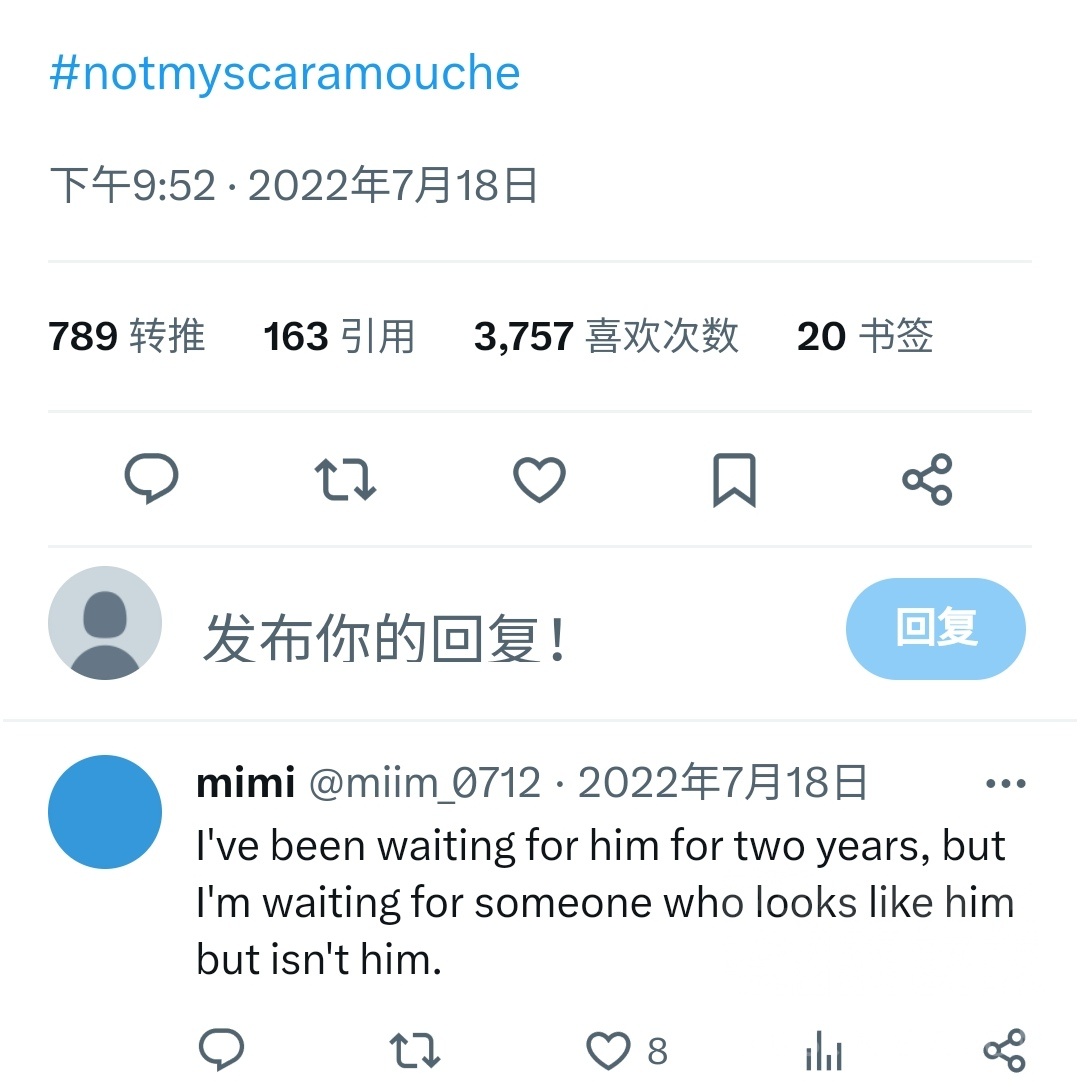 #notmyscaramouche
下午9:52 · 2022年7月18日
789 转推 163 引用 3,757 喜欢次数 20 书签
发布你的回复！
回复
mimi @miim_0712 · 2022年7月18日
I've been waiting for him for two years, but
I'm waiting for someone who looks like him
but isn't him.
8